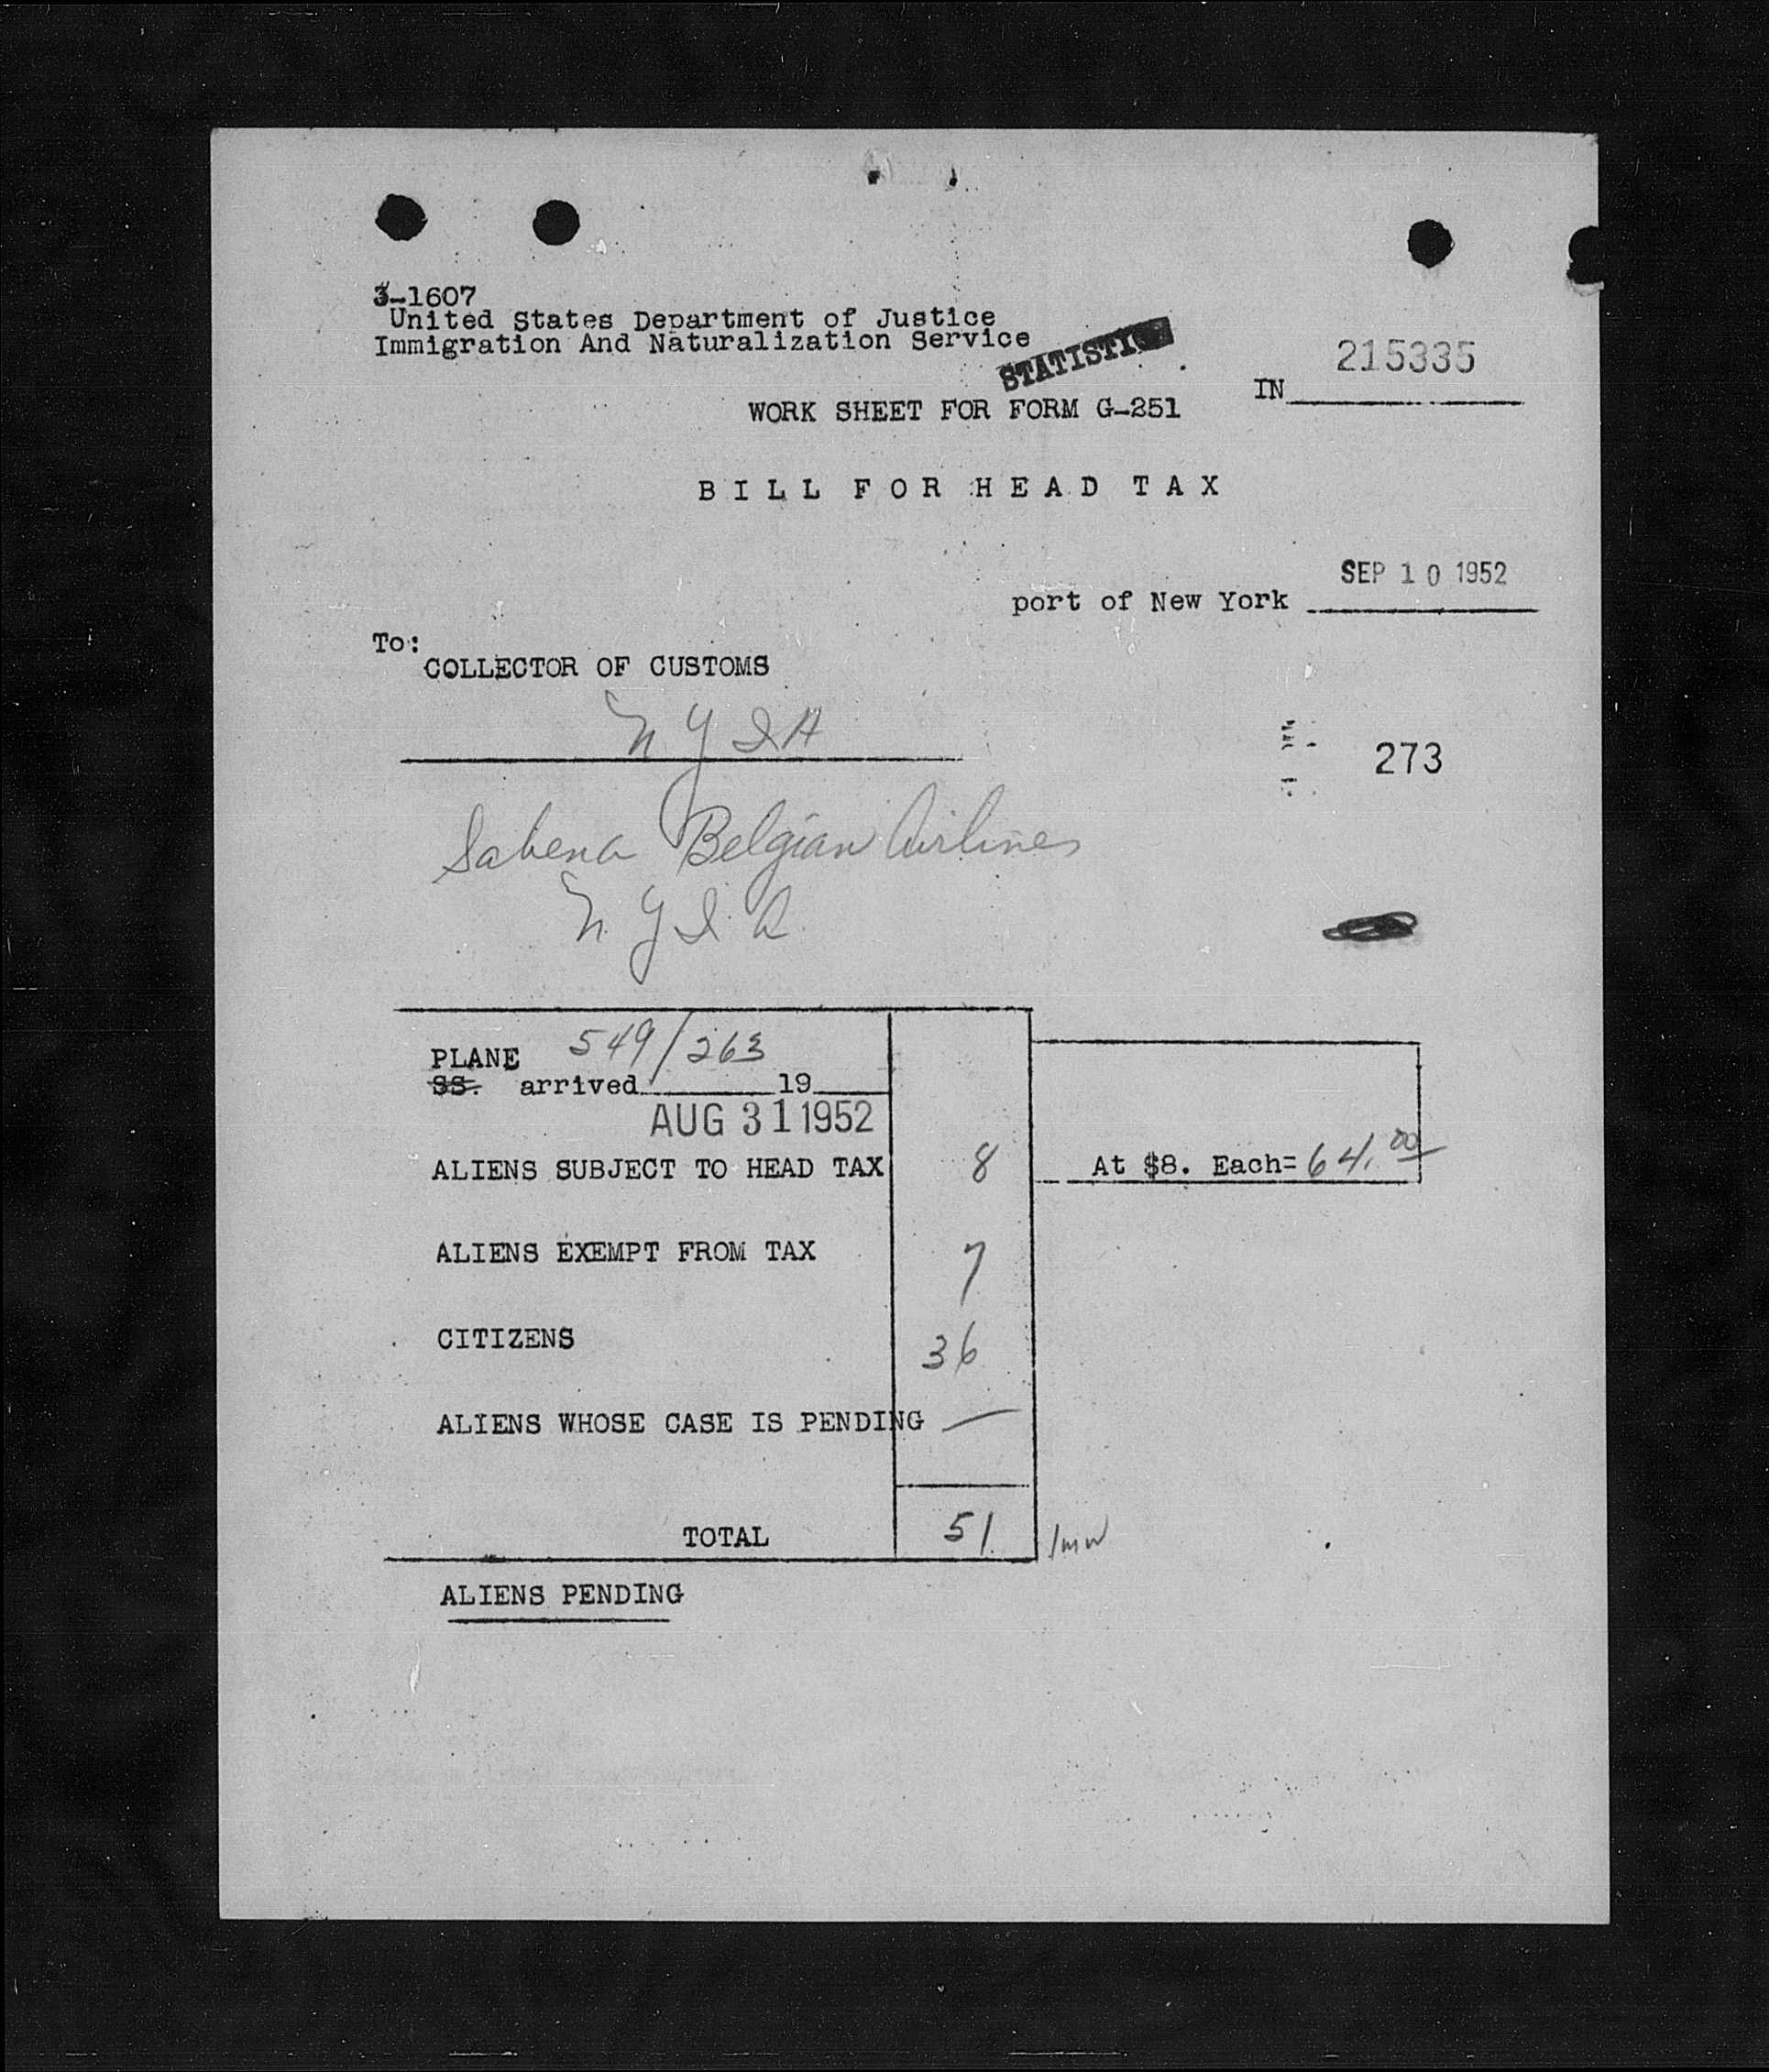 3-1607
United States Department of Justice
Immigration And Naturalization Service
IN 215335
WORK SHEET FOR FORM G-251
BILL FOR HEAD TAX
SEP 10 1952
port of New York
To:
COLLECTOR OF CUSTOMS
N Y I A
273
Sabena Belgian Airlines
N Y I A
PLANE 549/263
SS. arrived 19
AUG 31 1952
ALIENS SUBJECT TO HEAD TAX 8 At $8. Each= 64.00
ALIENS EXEMPT FROM TAX 7
CITIZENS 36
ALIENS WHOSE CASE IS PENDING —
TOTAL 51
ALIENS PENDING